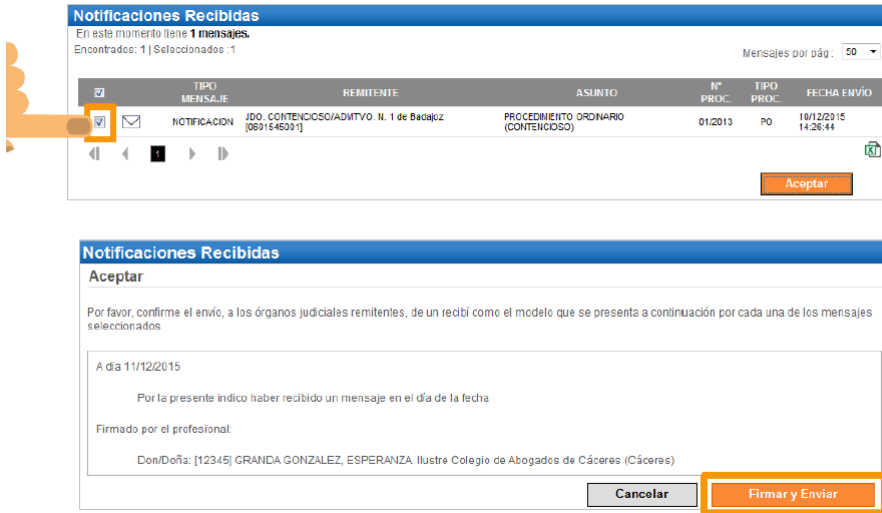 Notificaciones Recibidas
En este momento tiene 1 mensajes.
Encontrados: 1 | Seleccionados :1
Mensajes por pág.: 50
TIPO MENSAJE REMITENTE ASUNTO Nº PROC. TIPO PROC. FECHA ENVÍO
NOTIFICACION JDO. CONTENCIOSO/ADMTVO. N. 1 de Badajoz [0601545001] PROCEDIMIENTO ORDINARIO (CONTENCIOSO) 01/2013 PO 10/12/2015 14:26:44
1
Aceptar
Notificaciones Recibidas
Aceptar
Por favor, confirme el envío, a los órganos judiciales remitentes, de un recibí como el modelo que se presenta a continuación por cada una de los mensajes
seleccionados
A día 11/12/2015
Por la presente indico haber recibido un mensaje en el día de la fecha
Firmado por el profesional:
Don/Doña: [12345] GRANDA GONZALEZ, ESPERANZA. Ilustre Colegio de Abogados de Cáceres (Cáceres)
Cancelar
Firmar y Enviar